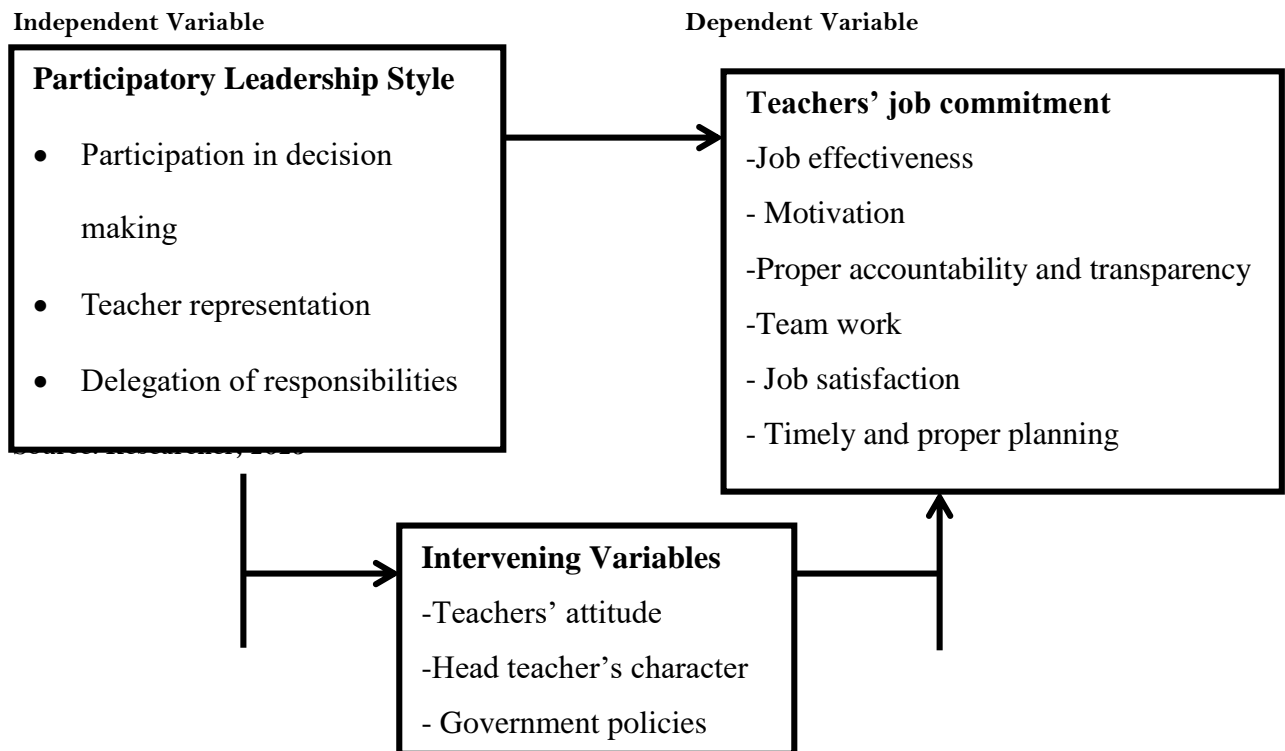 Independent Variable
Dependent Variable
Participatory Leadership Style
• Participation in decision
making
• Teacher representation
• Delegation of responsibilities
Teachers’ job commitment
-Job effectiveness
- Motivation
-Proper accountability and transparency
-Team work
- Job satisfaction
- Timely and proper planning
Intervening Variables
-Teachers’ attitude
-Head teacher’s character
- Government policies